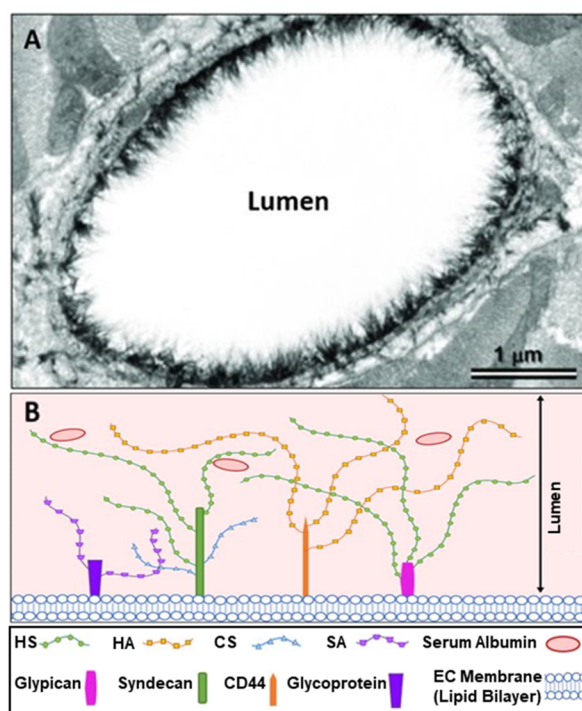 A
Lumen
1 μm
B
Lumen
HS HA CS SA Serum Albumin
Glypican Syndecan CD44 Glycoprotein EC Membrane
(Lipid Bilayer)